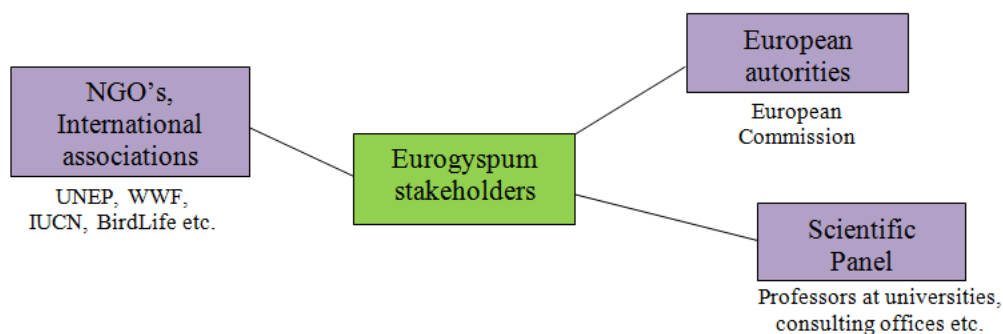 NGO’s,
International
associations
UNEP, WWF,
IUCN, BirdLife etc.
Eurogyspum
stakeholders
European
autorities
European
Commission
Scientific
Panel
Professors at universities,
consulting offices etc.